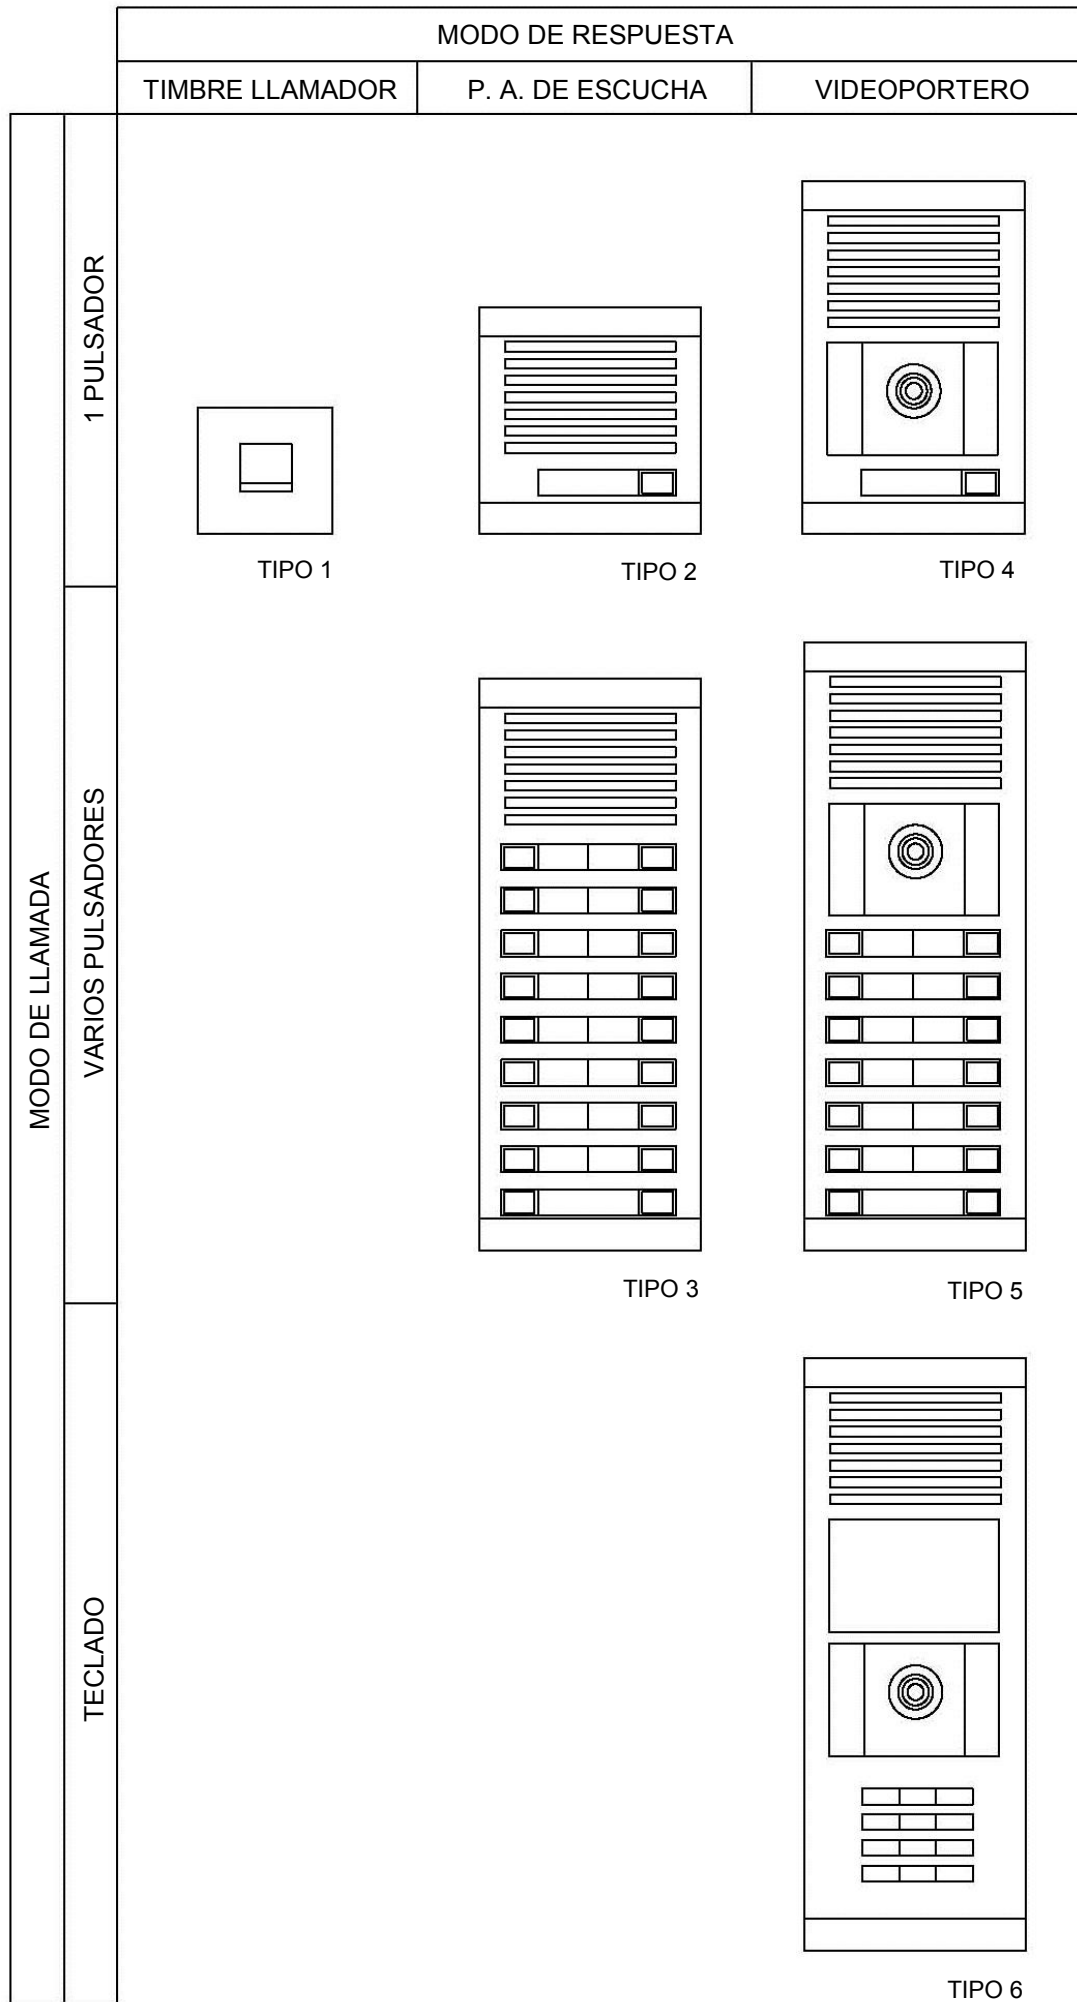 MODO DE RESPUESTA
TIMBRE LLAMADOR
P. A. DE ESCUCHA
VIDEOPORTERO
MODO DE LLAMADA
1 PULSADOR
TIPO 1
TIPO 2
TIPO 4
VARIOS PULSADORES
TIPO 3
TIPO 5
TECLADO
TIPO 6